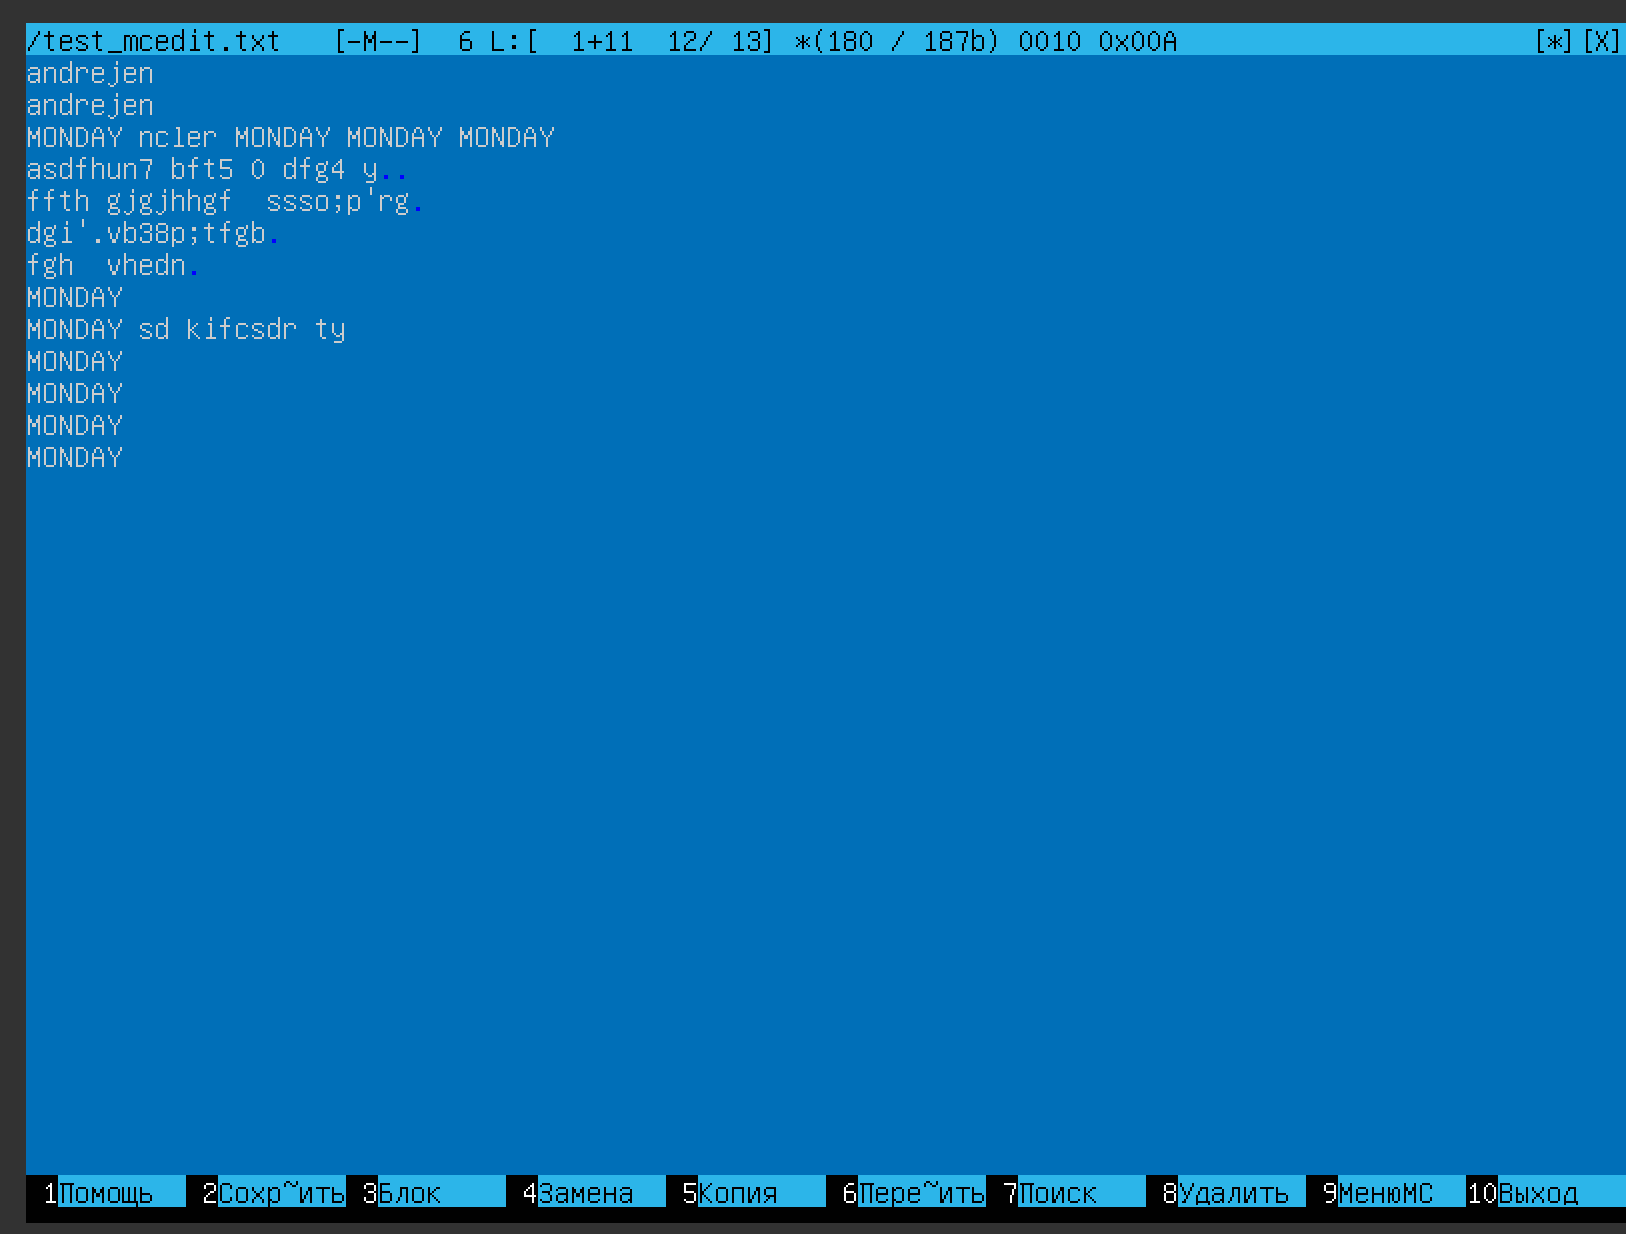 /test_mcedit.txt   [-M--]  6 L:[  1+11  12/ 13] *(180 / 187b) 0010 0x00A [*][X]
andrejen
andrejen
MONDAY ncler MONDAY MONDAY MONDAY
asdfhun7 bft5 0 dfg4 y..
ffth gjgjhhgf  ssso;p'rg.
dgi'.vb38p;tfgb.
fgh  vhedn.
MONDAY
MONDAY sd kifcsdr ty
MONDAY
MONDAY
MONDAY
MONDAY
1Помощь 2Сохр~ить 3Блок 4Замена 5Копия 6Пере~ить 7Поиск 8Удалить 9МенюМС 10Выход